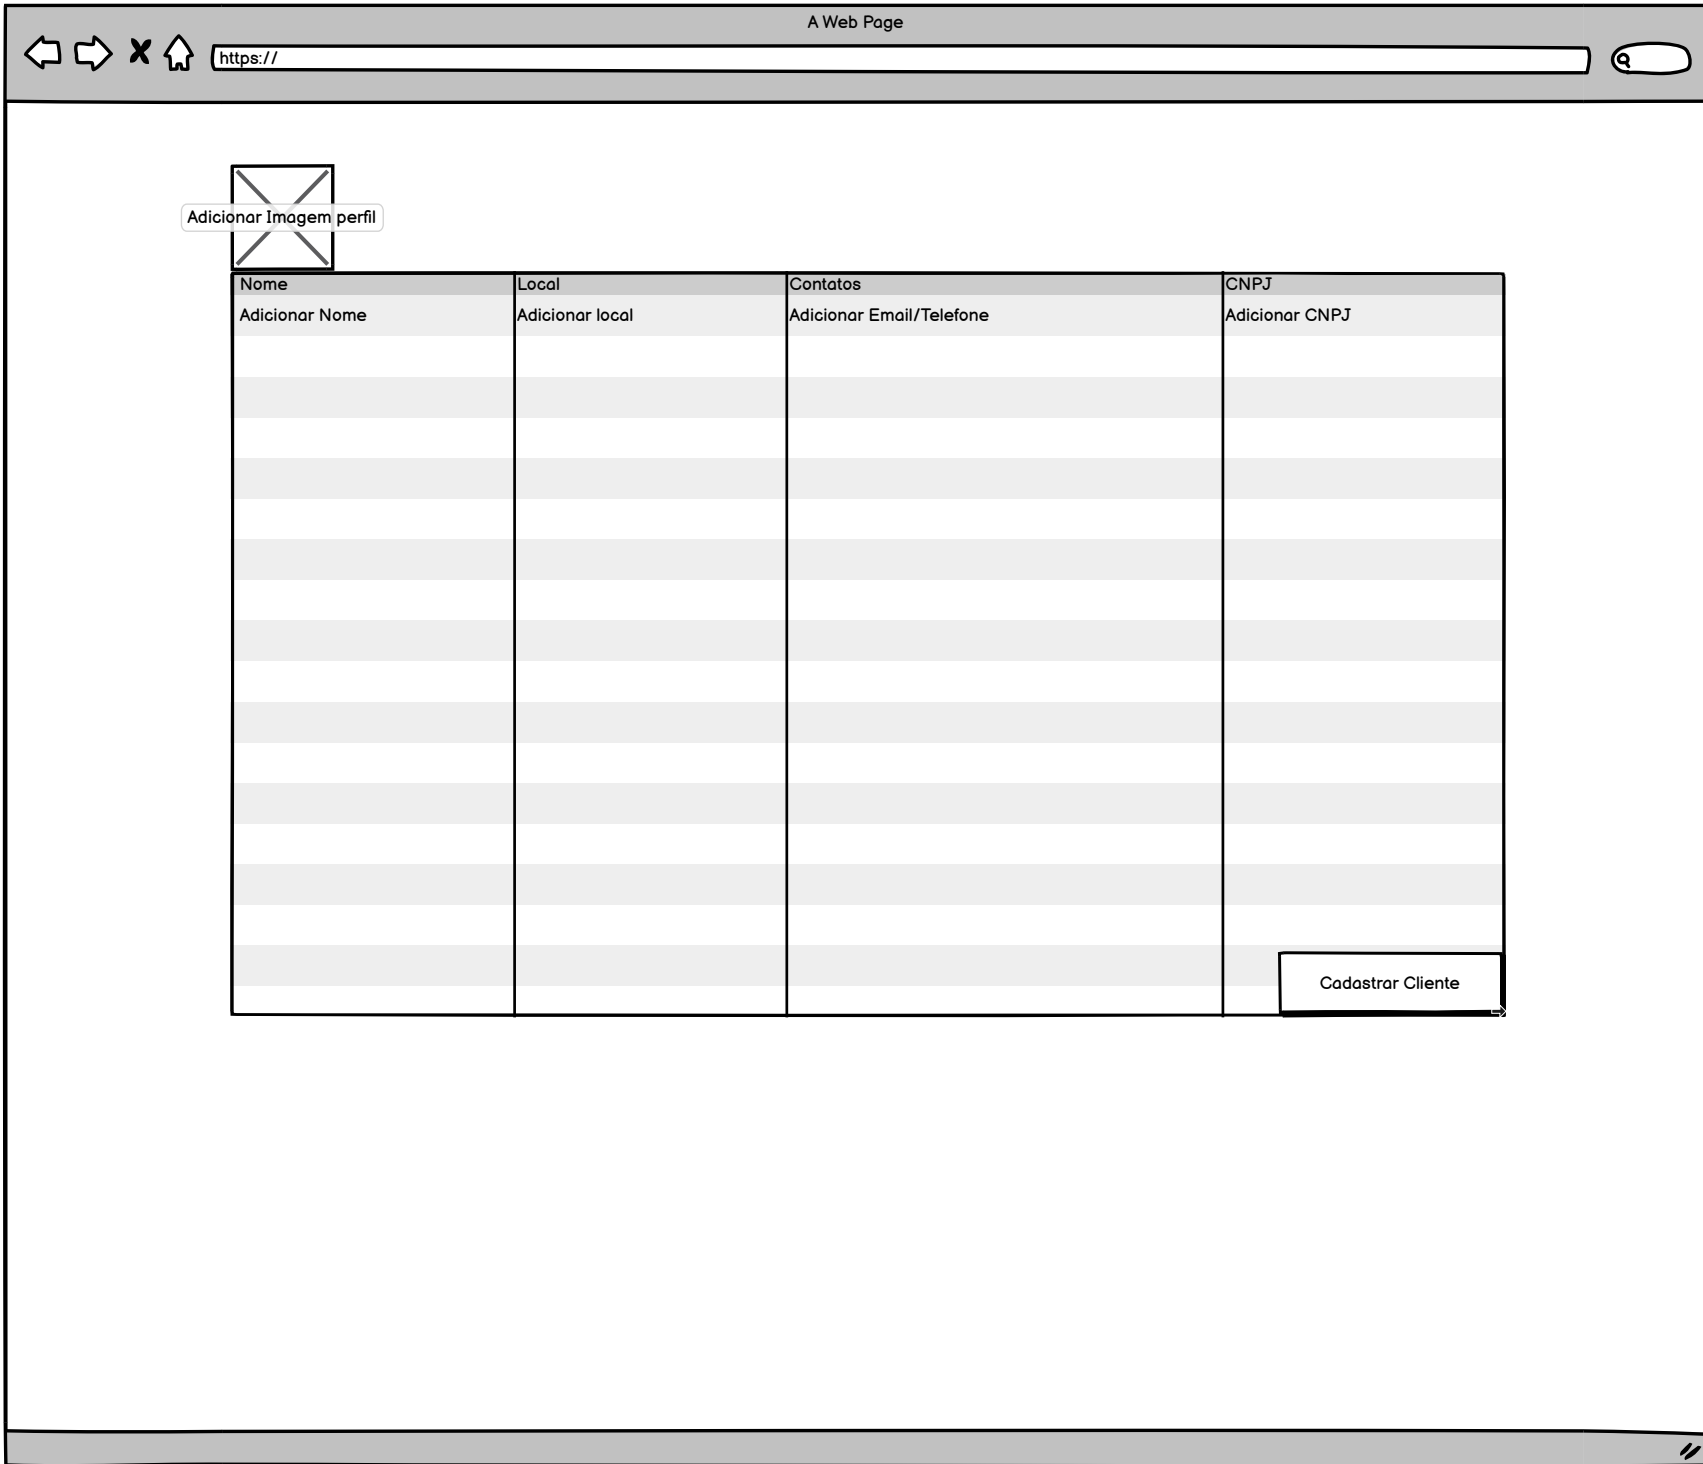 A Web Page
https://
Adicionar Imagem perfil
Nome Local Contatos CNPJ
Adicionar Nome Adicionar local Adicionar Email/Telefone Adicionar CNPJ
Cadastrar Cliente